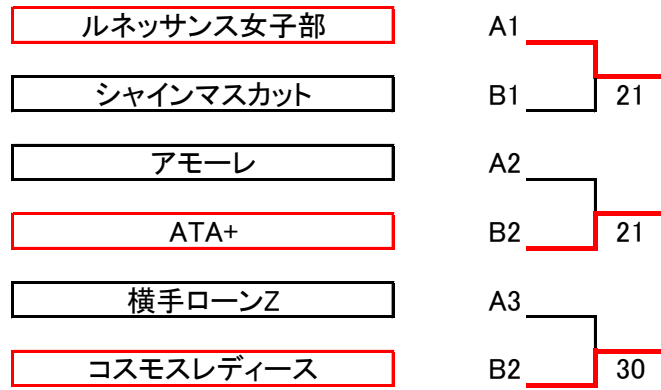 ルネッサンス女子部 A1
シャインマスカット B1 21
アモーレ A2
ATA+ B2 21
横手ローンZ A3
コスモスレディース B2 30